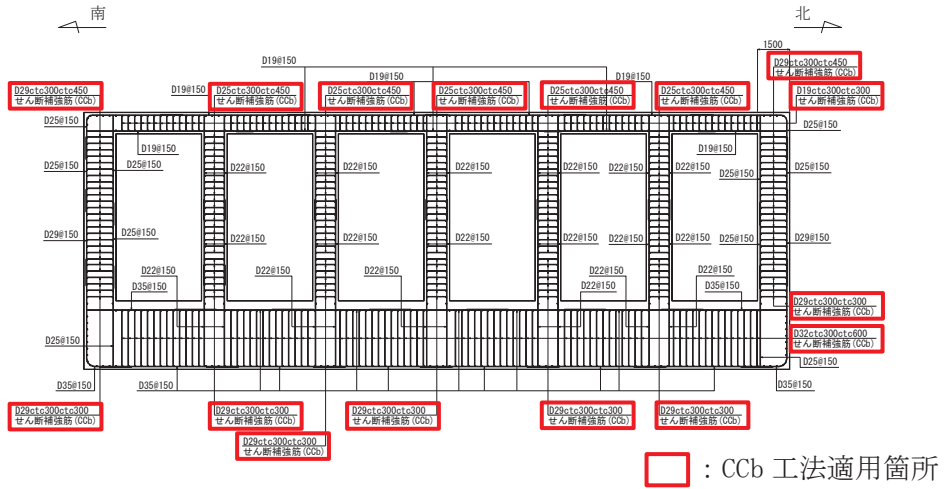 南
北
1500
D19@150
D29ctc300ctc450
せん断補強筋(CCb)
D19@150
D19@150
D29ctc300ctc450
せん断補強筋(CCb)
D19@150
D25ctc300ctc450
せん断補強筋(CCb)
D25ctc300ctc450
せん断補強筋(CCb)
D25ctc300ctc450
せん断補強筋(CCb)
D25ctc300ctc450
せん断補強筋(CCb)
D25ctc300ctc450
せん断補強筋(CCb)
D19ctc300ctc300
せん断補強筋(CCb)
D25@150
D25@150
D19@150
D19@150
D25@150
D25@150
D22@150
D22@150
D22@150
D22@150
D22@150
D25@150
D25@150
D29@150
D25@150
D22@150
D22@150
D22@150
D22@150
D22@150
D25@150
D29@150
D22@150
D22@150
D22@150
D22@150
D22@150
D35@150
D22@150
D35@150
D29ctc300ctc300
せん断補強筋(CCb)
D32ctc300ctc600
せん断補強筋(CCb)
D25@150
D25@150
D35@150
D35@150
D35@150
D29ctc300ctc300
せん断補強筋(CCb)
D29ctc300ctc300
せん断補強筋(CCb)
D29ctc300ctc300
せん断補強筋(CCb)
D29ctc300ctc300
せん断補強筋(CCb)
D29ctc300ctc300
せん断補強筋(CCb)
D29ctc300ctc300
せん断補強筋(CCb)
：CCb 工法適用箇所